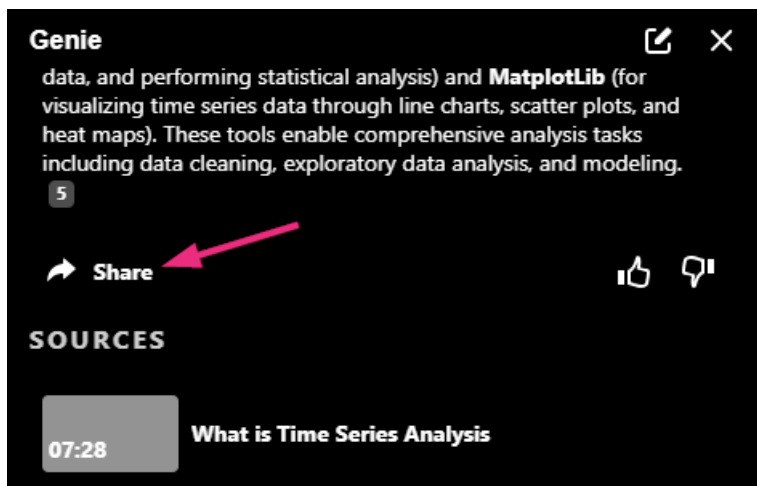 Genie
data, and performing statistical analysis) and MatplotLib (for
visualizing time series data through line charts, scatter plots, and
heat maps). These tools enable comprehensive analysis tasks
including data cleaning, exploratory data analysis, and modeling.
5
Share
SOURCES
07:28
What is Time Series Analysis